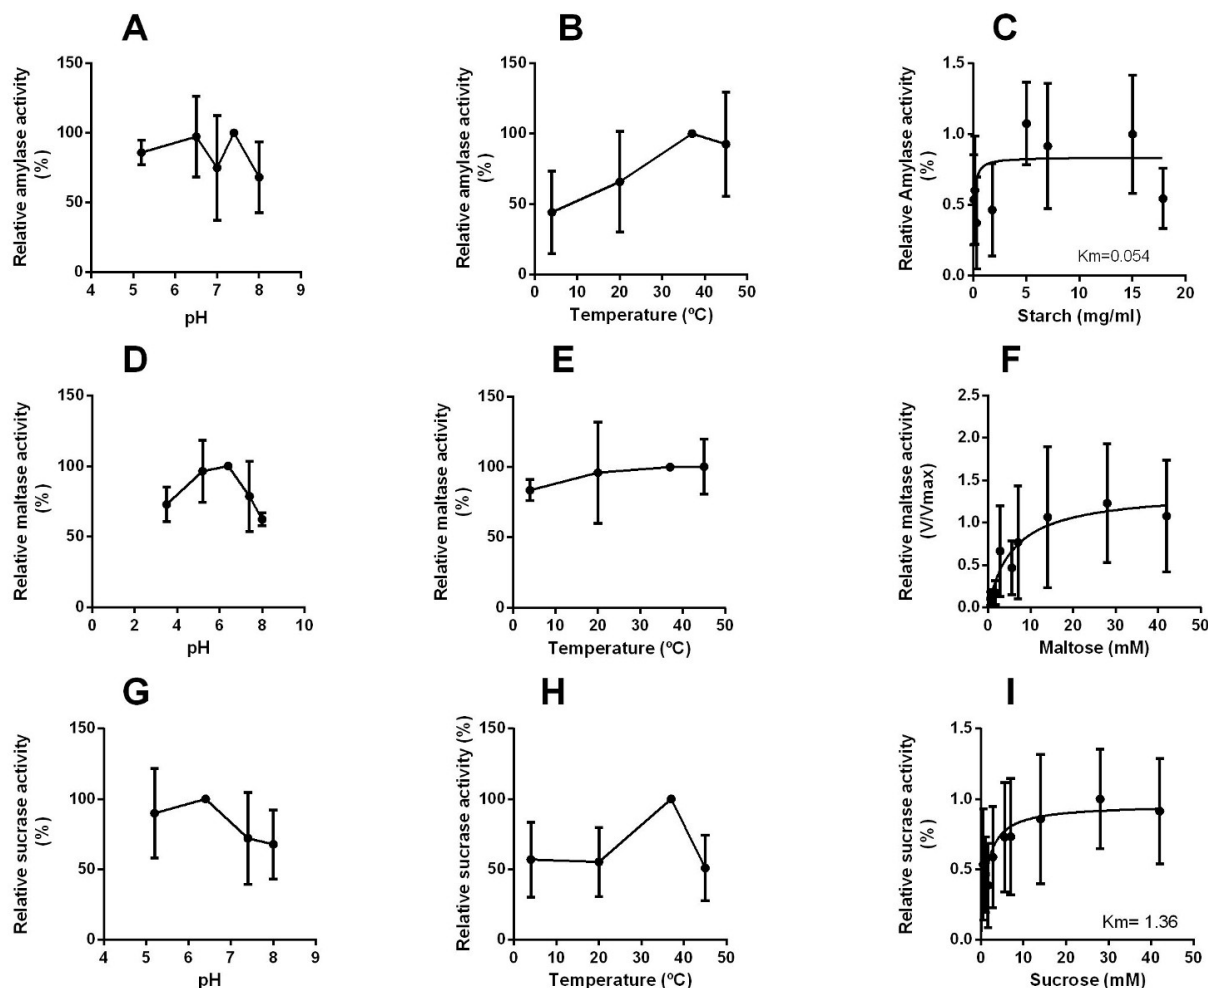 A
Relative amylase activity
(%)
150
100
50
0
4 5 6 7 8 9
pH
B
Relative amylase activity
(%)
150
100
50
0
0 10 20 30 40 50
Temperature (ºC)
C
Relative Amylase activity
(%)
1.5
1.0
0.5
0.0
Km=0.054
0 5 10 15 20
Starch (mg/ml)
D
Relative maltase activity
(%)
150
100
50
0
0 2 4 6 8 10
pH
E
Relative maltase activity
(%)
150
100
50
0
0 10 20 30 40 50
Temperature (ºC)
F
Relative maltase activity
(V/Vmax)
2.5
2.0
1.5
1.0
0.5
0.0
0 10 20 30 40 50
Maltose (mM)
G
Relative sucrase activity
(%)
150
100
50
0
4 5 6 7 8 9
pH
H
Relative sucrase activity (%)
150
100
50
0
0 10 20 30 40 50
Temperature (ºC)
I
Relative sucrase activity
(%)
1.5
1.0
0.5
0.0
Km= 1.36
0 10 20 30 40 50
Sucrose (mM)